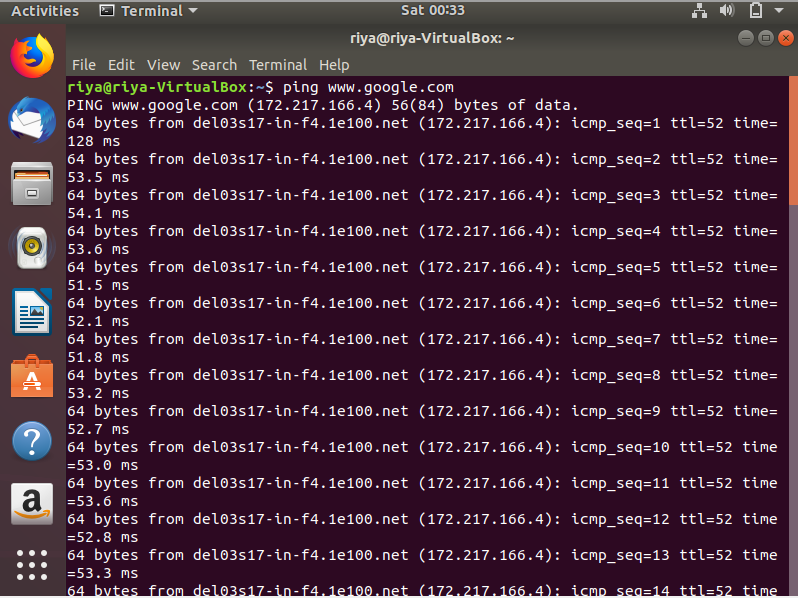 Activities Terminal Sat 00:33
riya@riya-VirtualBox: ~
File Edit View Search Terminal Help
riya@riya-VirtualBox:~$ ping www.google.com
PING www.google.com (172.217.166.4) 56(84) bytes of data.
64 bytes from del03s17-in-f4.1e100.net (172.217.166.4): icmp_seq=1 ttl=52 time=
128 ms
64 bytes from del03s17-in-f4.1e100.net (172.217.166.4): icmp_seq=2 ttl=52 time=
53.5 ms
64 bytes from del03s17-in-f4.1e100.net (172.217.166.4): icmp_seq=3 ttl=52 time=
54.1 ms
64 bytes from del03s17-in-f4.1e100.net (172.217.166.4): icmp_seq=4 ttl=52 time=
53.6 ms
64 bytes from del03s17-in-f4.1e100.net (172.217.166.4): icmp_seq=5 ttl=52 time=
51.5 ms
64 bytes from del03s17-in-f4.1e100.net (172.217.166.4): icmp_seq=6 ttl=52 time=
52.1 ms
64 bytes from del03s17-in-f4.1e100.net (172.217.166.4): icmp_seq=7 ttl=52 time=
51.8 ms
64 bytes from del03s17-in-f4.1e100.net (172.217.166.4): icmp_seq=8 ttl=52 time=
53.2 ms
64 bytes from del03s17-in-f4.1e100.net (172.217.166.4): icmp_seq=9 ttl=52 time=
52.7 ms
64 bytes from del03s17-in-f4.1e100.net (172.217.166.4): icmp_seq=10 ttl=52 time
=53.0 ms
64 bytes from del03s17-in-f4.1e100.net (172.217.166.4): icmp_seq=11 ttl=52 time
=53.6 ms
64 bytes from del03s17-in-f4.1e100.net (172.217.166.4): icmp_seq=12 ttl=52 time
=52.8 ms
64 bytes from del03s17-in-f4.1e100.net (172.217.166.4): icmp_seq=13 ttl=52 time
=53.3 ms
64 bytes from del03s17-in-f4.1e100.net (172.217.166.4): icmp_seq=14 ttl=52 time